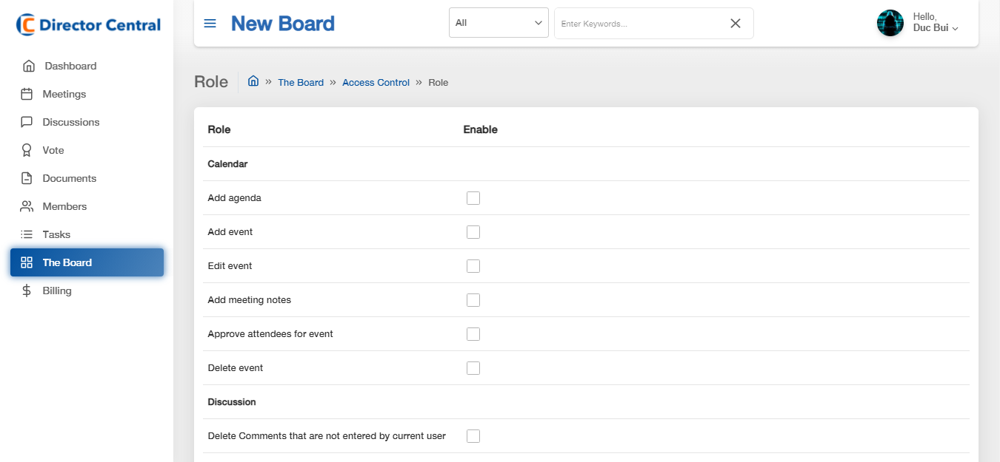 Director Central
Dashboard
Meetings
Discussions
Vote
Documents
Members
Tasks
The Board
Billing
New Board
All
Enter Keywords...
Hello,
Duc Bui
Role
» The Board » Access Control » Role
Role Enable
Calendar
Add agenda
Add event
Edit event
Add meeting notes
Approve attendees for event
Delete event
Discussion
Delete Comments that are not entered by current user